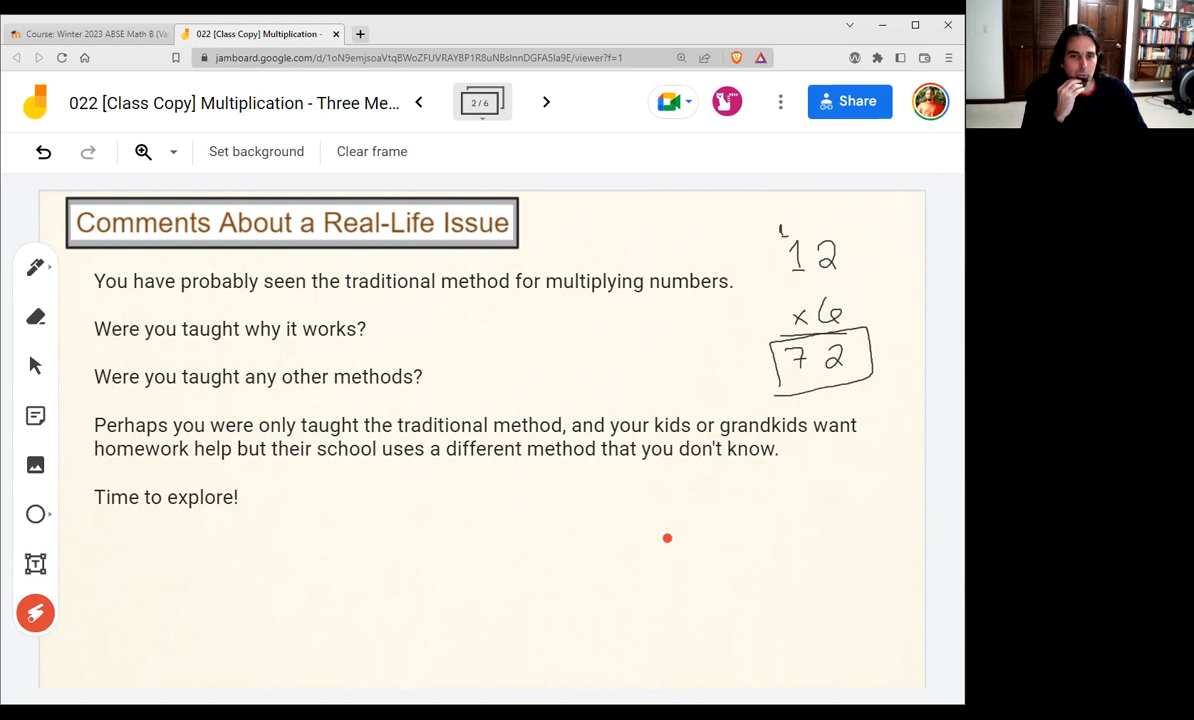 Course: Winter 2023 ABSE Math B (Va
022 [Class Copy] Multiplication -
jamboard.google.com/d/1oN9emjsoaVtqBWoZFUVRAYBP1R8uNBsInnDGFA5la9E/viewer?f=1
022 [Class Copy] Multiplication - Three Me...
2 / 6
Share
Set background
Clear frame
Comments About a Real-Life Issue
You have probably seen the traditional method for multiplying numbers.
Were you taught why it works?
Were you taught any other methods?
Perhaps you were only taught the traditional method, and your kids or grandkids want
homework help but their school uses a different method that you don't know.
Time to explore!
1
12
x 6
72